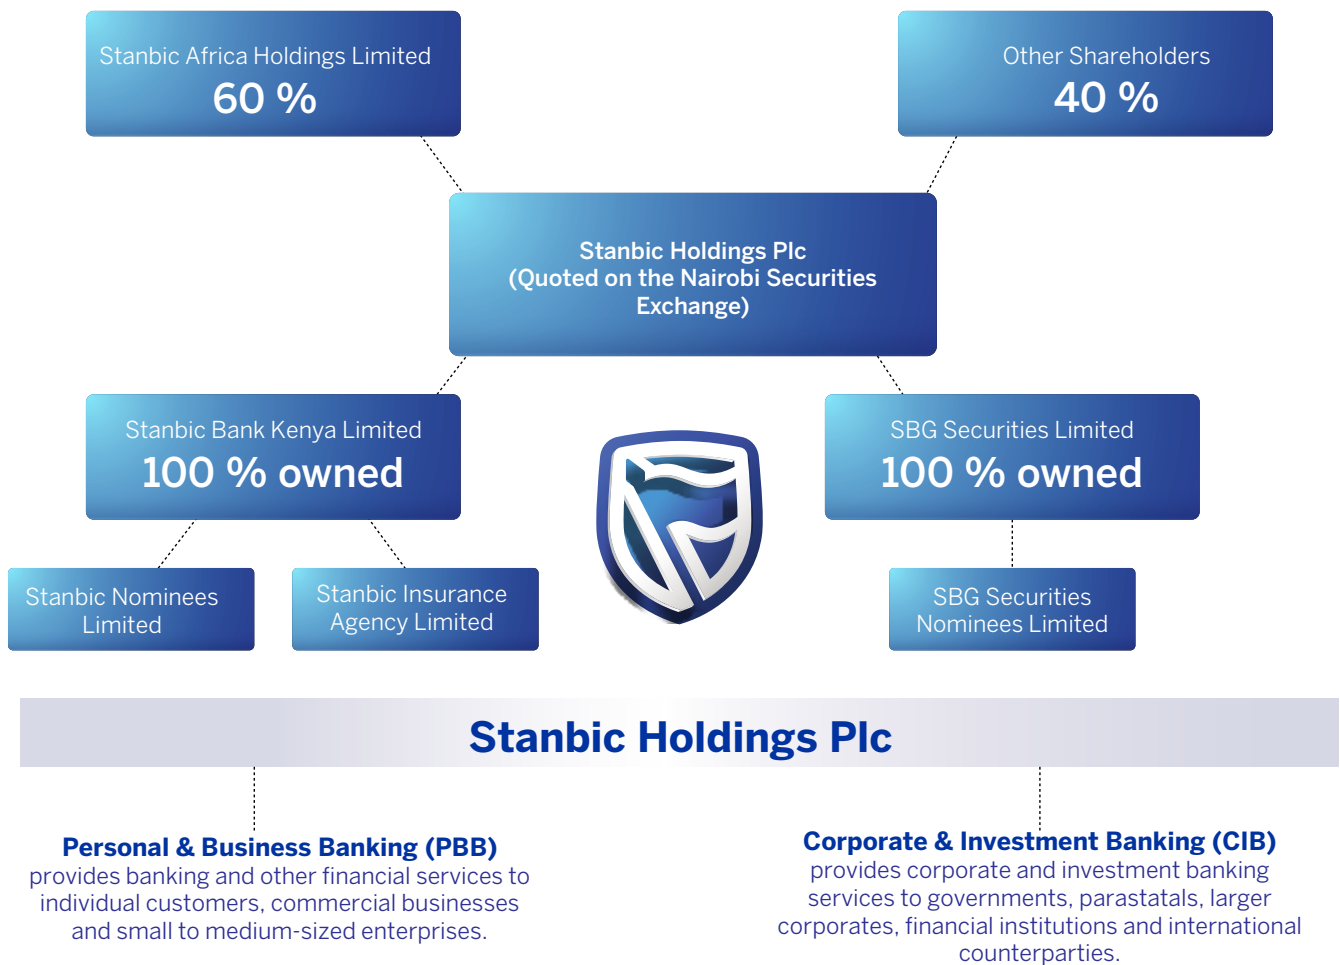 Stanbic Africa Holdings Limited
60 %
Other Shareholders
40 %
Stanbic Holdings Plc
(Quoted on the Nairobi Securities
Exchange)
Stanbic Bank Kenya Limited
100 % owned
SBG Securities Limited
100 % owned
Stanbic Nominees
Limited
Stanbic Insurance
Agency Limited
SBG Securities
Nominees Limited
Stanbic Holdings Plc
Personal & Business Banking (PBB)
provides banking and other financial services to
individual customers, commercial businesses
and small to medium-sized enterprises.
Corporate & Investment Banking (CIB)
provides corporate and investment banking
services to governments, parastatals, larger
corporates, financial institutions and international
counterparties.